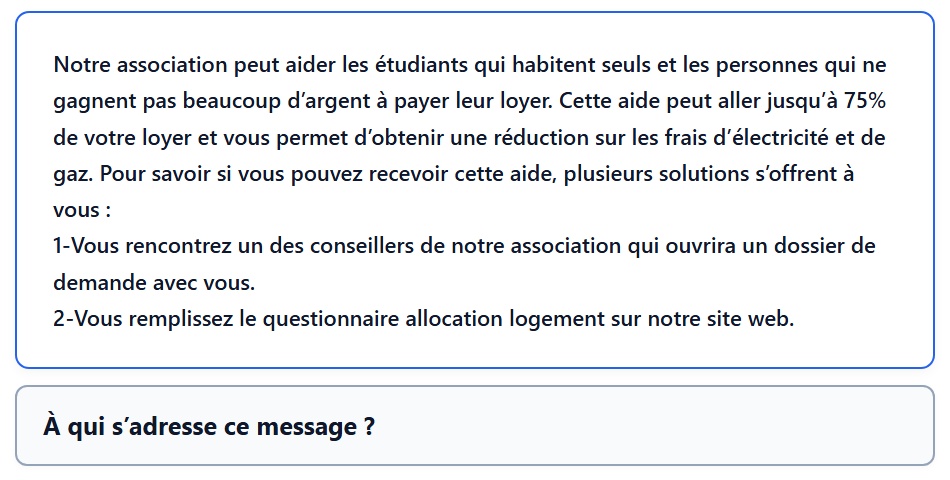 Notre association peut aider les étudiants qui habitent seuls et les personnes qui ne
gagnent pas beaucoup d’argent à payer leur loyer. Cette aide peut aller jusqu’à 75%
de votre loyer et vous permet d’obtenir une réduction sur les frais d’électricité et de
gaz. Pour savoir si vous pouvez recevoir cette aide, plusieurs solutions s’offrent à
vous :
1-Vous rencontrez un des conseillers de notre association qui ouvrira un dossier de
demande avec vous.
2-Vous remplissez le questionnaire allocation logement sur notre site web.
À qui s’adresse ce message ?